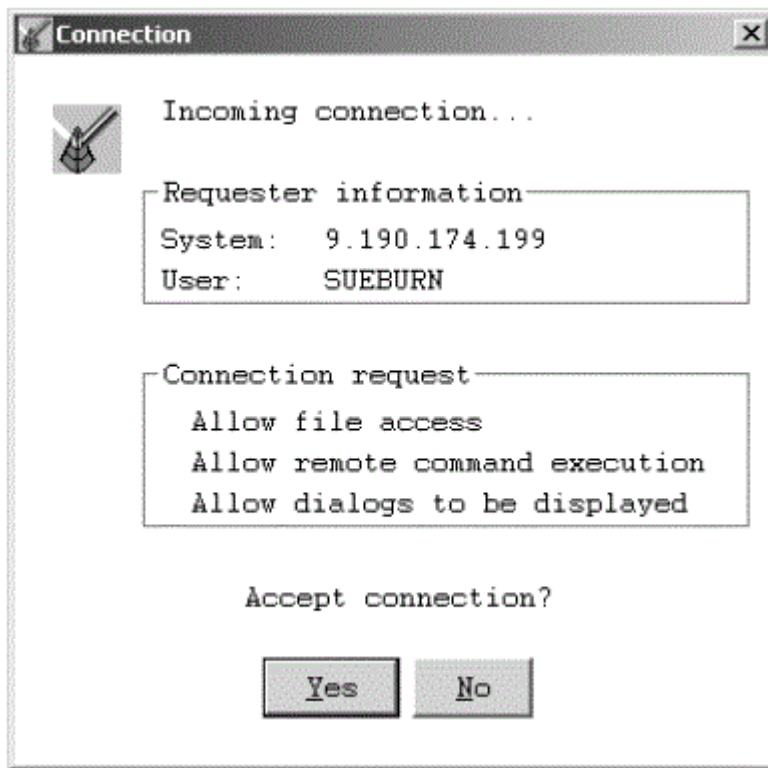 Connection
Incoming connection...
Requester information
System: 9.190.174.199
User: SUEBURN
Connection request
Allow file access
Allow remote command execution
Allow dialogs to be displayed
Accept connection?
Yes No